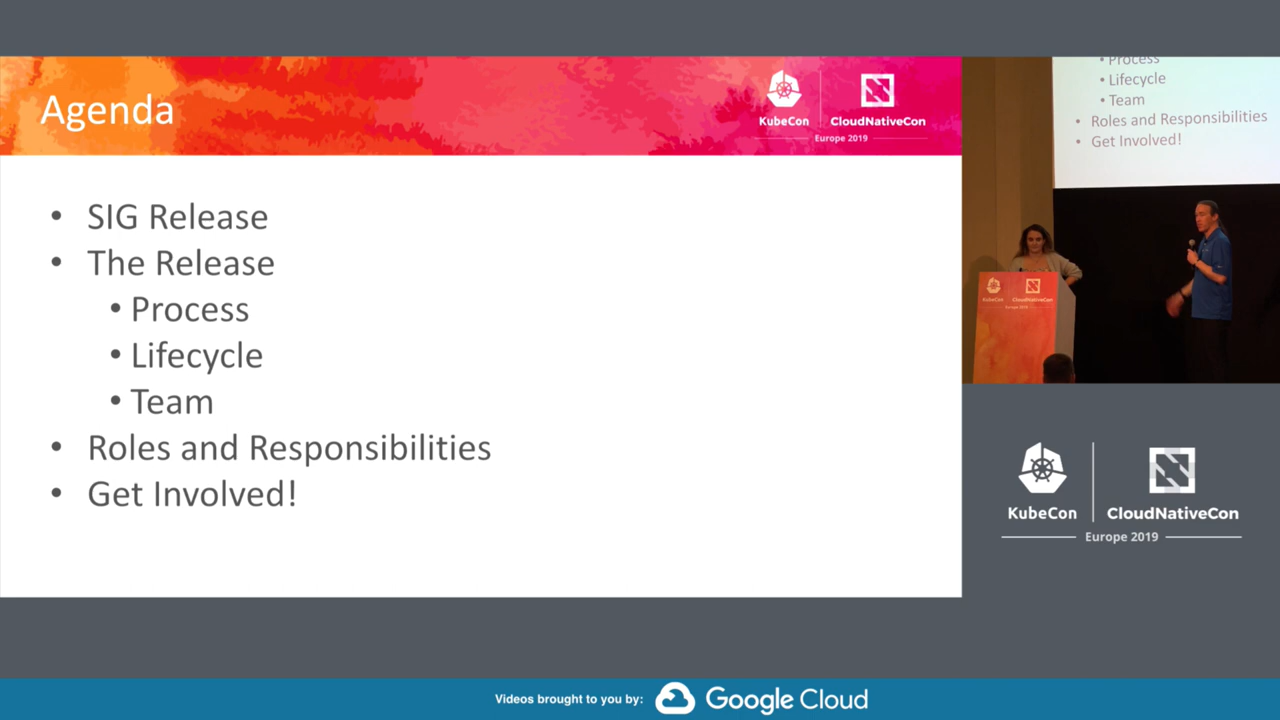 Agenda
KubeCon
CloudNativeCon
Europe 2019
• SIG Release
• The Release
• Process
• Lifecycle
• Team
• Roles and Responsibilities
• Get Involved!
• Process
• Lifecycle
• Team
• Roles and Responsibilities
• Get Involved!
KubeCon
CloudNativeCon
Europe 2019
KubeCon
CloudNativeCon
Europe 2019
Videos brought to you by:
Google Cloud